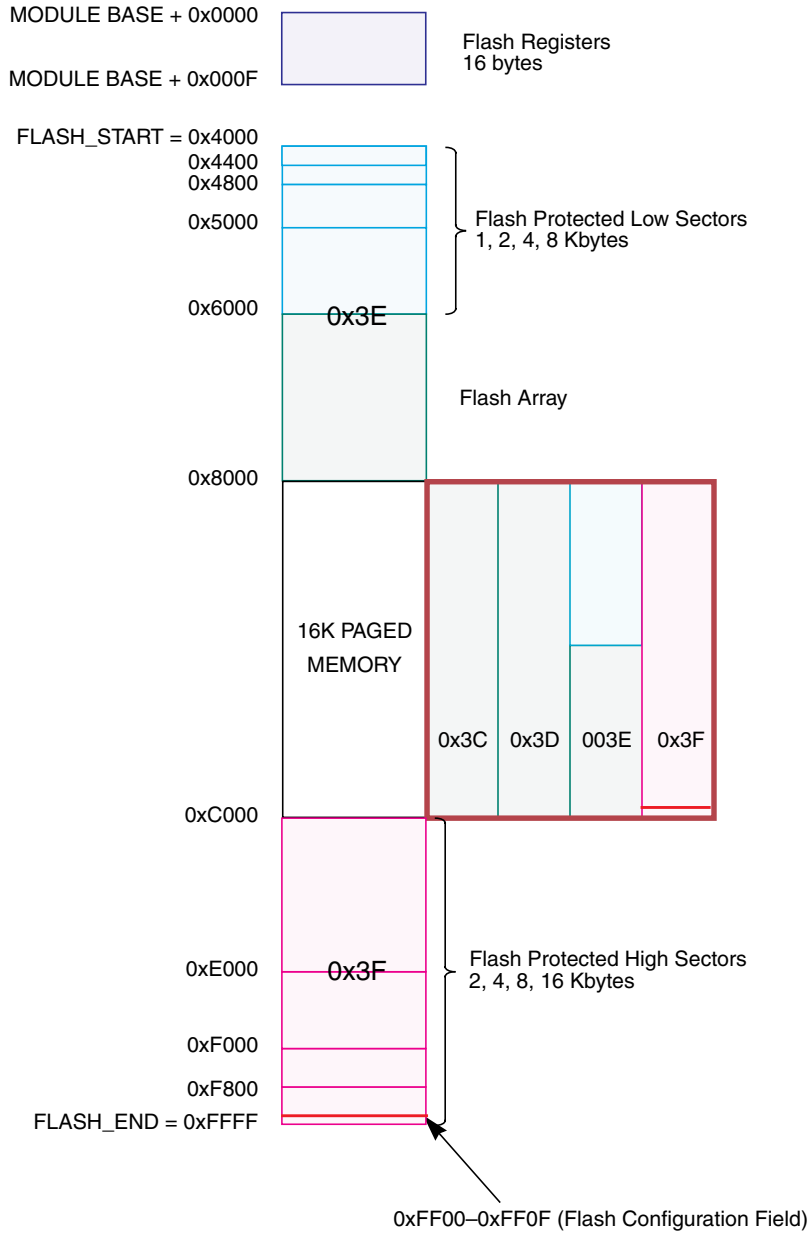 MODULE BASE + 0x0000
Flash Registers
16 bytes
MODULE BASE + 0x000F
FLASH_START = 0x4000
0x4400
0x4800
0x5000
Flash Protected Low Sectors
1, 2, 4, 8 Kbytes
0x6000
0x3E
Flash Array
0x8000
16K PAGED
MEMORY
0x3C
0x3D
003E
0x3F
0xC000
Flash Protected High Sectors
2, 4, 8, 16 Kbytes
0xE000
0x3F
0xF000
0xF800
FLASH_END = 0xFFFF
0xFF00–0xFF0F (Flash Configuration Field)